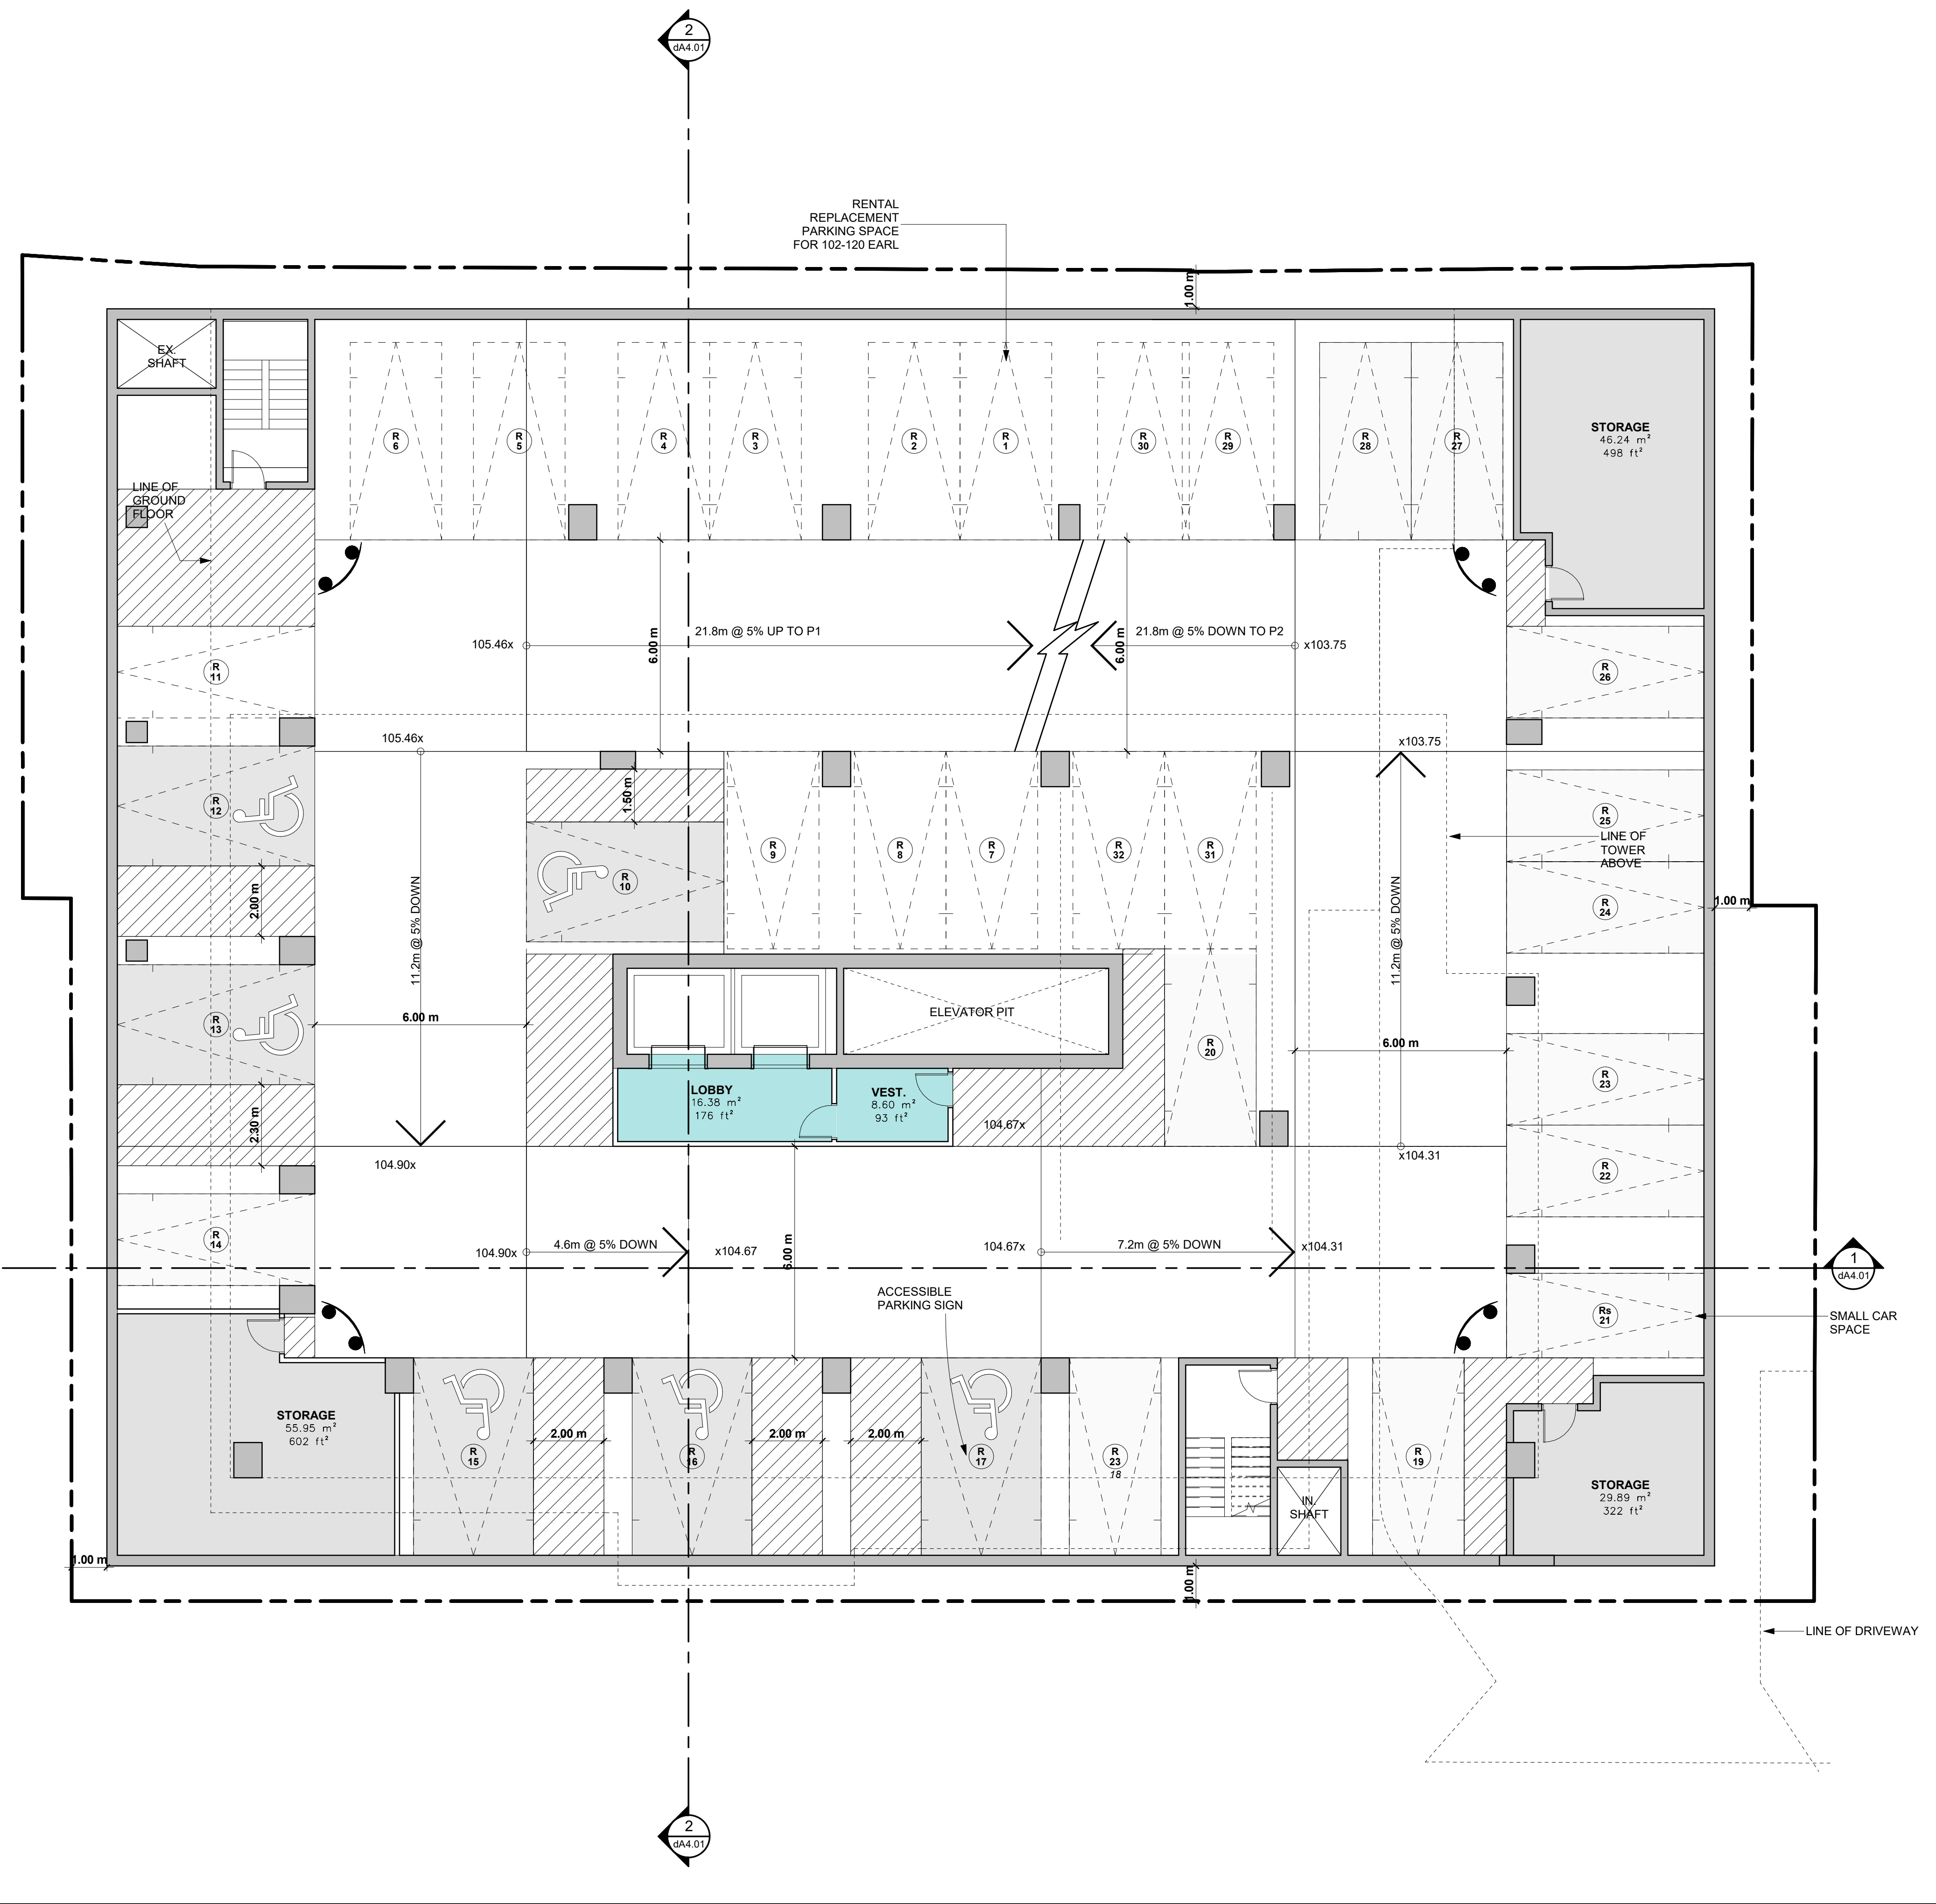 2
dA4.01
RENTAL
REPLACEMENT
PARKING SPACE
FOR 102-120 EARL
1.00 m
EX.
SHAFT
R
6
R
5
R
4
R
3
R
2
R
1
R
30
R
29
R
28
R
27
STORAGE
46.24 m²
498 ft²
LINE OF
GROUND
FLOOR
105.46x
21.8m @ 5% UP TO P1
6.00 m
6.00 m
21.8m @ 5% DOWN TO P2
x103.75
R
11
R
26
105.46x
x103.75
R
12
1.50 m
R
10
R
9
R
8
R
7
R
32
R
31
R
25
LINE OF
TOWER
ABOVE
R
24
1.00 m
2.00 m
11.2m @ 5% DOWN
11.2m @ 5% DOWN
R
13
6.00 m
ELEVATOR PIT
R
20
6.00 m
R
23
LOBBY
16.38 m²
176 ft²
VEST.
8.60 m²
93 ft²
104.67x
2.30 m
104.90x
x104.31
R
22
R
14
104.90x
4.6m @ 5% DOWN
x104.67
6.00 m
104.67x
7.2m @ 5% DOWN
x104.31
1
dA4.01
ACCESSIBLE
PARKING SIGN
Rs
21
SMALL CAR
SPACE
STORAGE
55.95 m²
602 ft²
R
15
2.00 m
R
16
2.00 m
2.00 m
R
17
R
23
18
IN.
SHAFT
R
19
STORAGE
29.89 m²
322 ft²
1.00 m
1.00 m
LINE OF DRIVEWAY
2
dA4.01